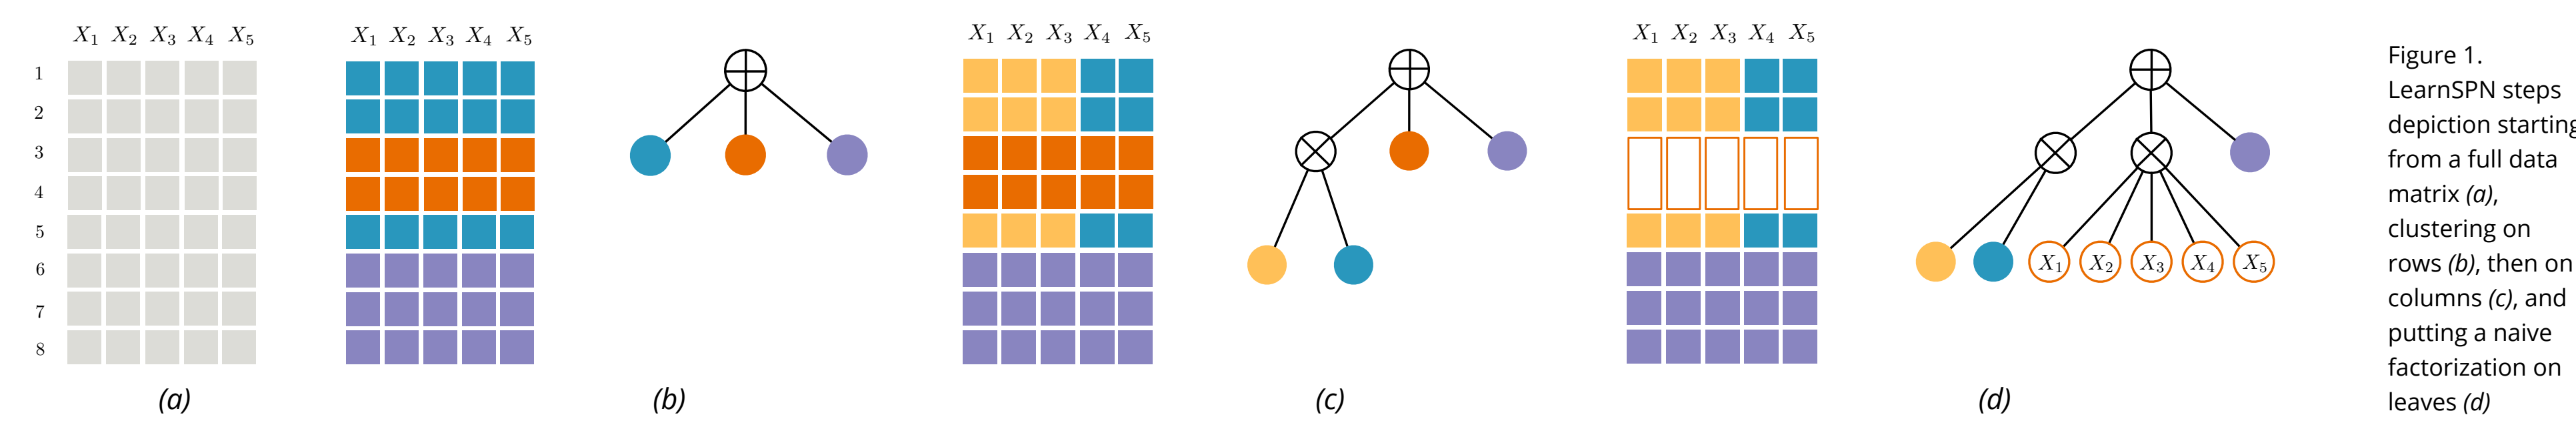 X1 X2 X3 X4 X5
1
2
3
4
5
6
7
8
(a)
X1 X2 X3 X4 X5
(b)
X1 X2 X3 X4 X5
(c)
X1 X2 X3 X4 X5
X1 X2 X3 X4 X5
(d)
Figure 1.
LearnSPN steps
depiction starting
from a full data
matrix (a),
clustering on
rows (b), then on
columns (c), and
putting a naive
factorization on
leaves (d)